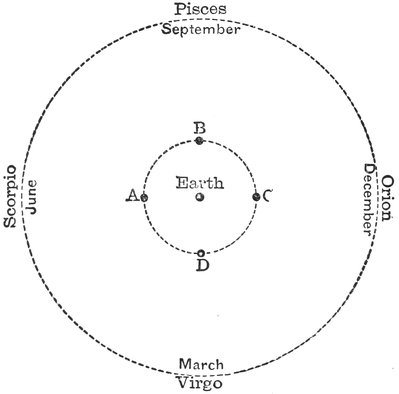 Pisces
September
B
Scorpio
June
A
Earth
C
December
Orion
D
March
Virgo